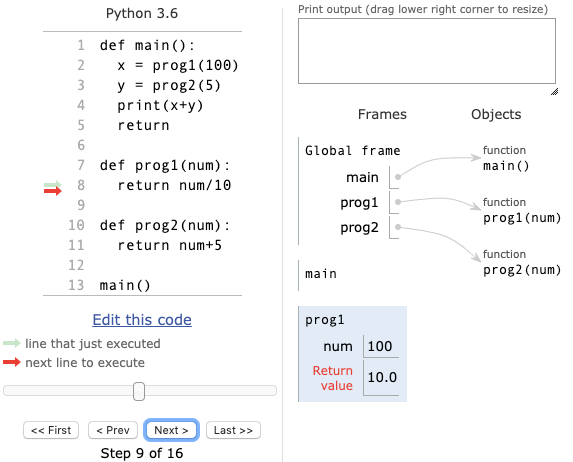 Python 3.6
1 def main():
2   x = prog1(100)
3   y = prog2(5)
4   print(x+y)
5   return
6
7 def prog1(num):
8   return num/10
9
10 def prog2(num):
11   return num+5
12
13 main()
Edit this code
line that just executed
next line to execute
<< First < Prev Next > Last >>
Step 9 of 16
Print output (drag lower right corner to resize)
Frames Objects
Global frame
main
prog1
prog2
function
main()
function
prog1(num)
function
prog2(num)
main
prog1
num 100
Return
value 10.0